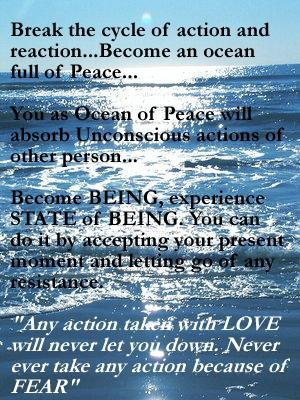 Break the cycle of action and
reaction...Become an ocean
full of Peace...
You as Ocean of Peace will
absorb Unconscious actions of
other person...
Become BEING, experience
STATE of BEING. You can
do it by accepting your present
moment and letting go of any
resistance.
"Any action taken with LOVE
will never let you down. Never
ever take any action because of
FEAR"